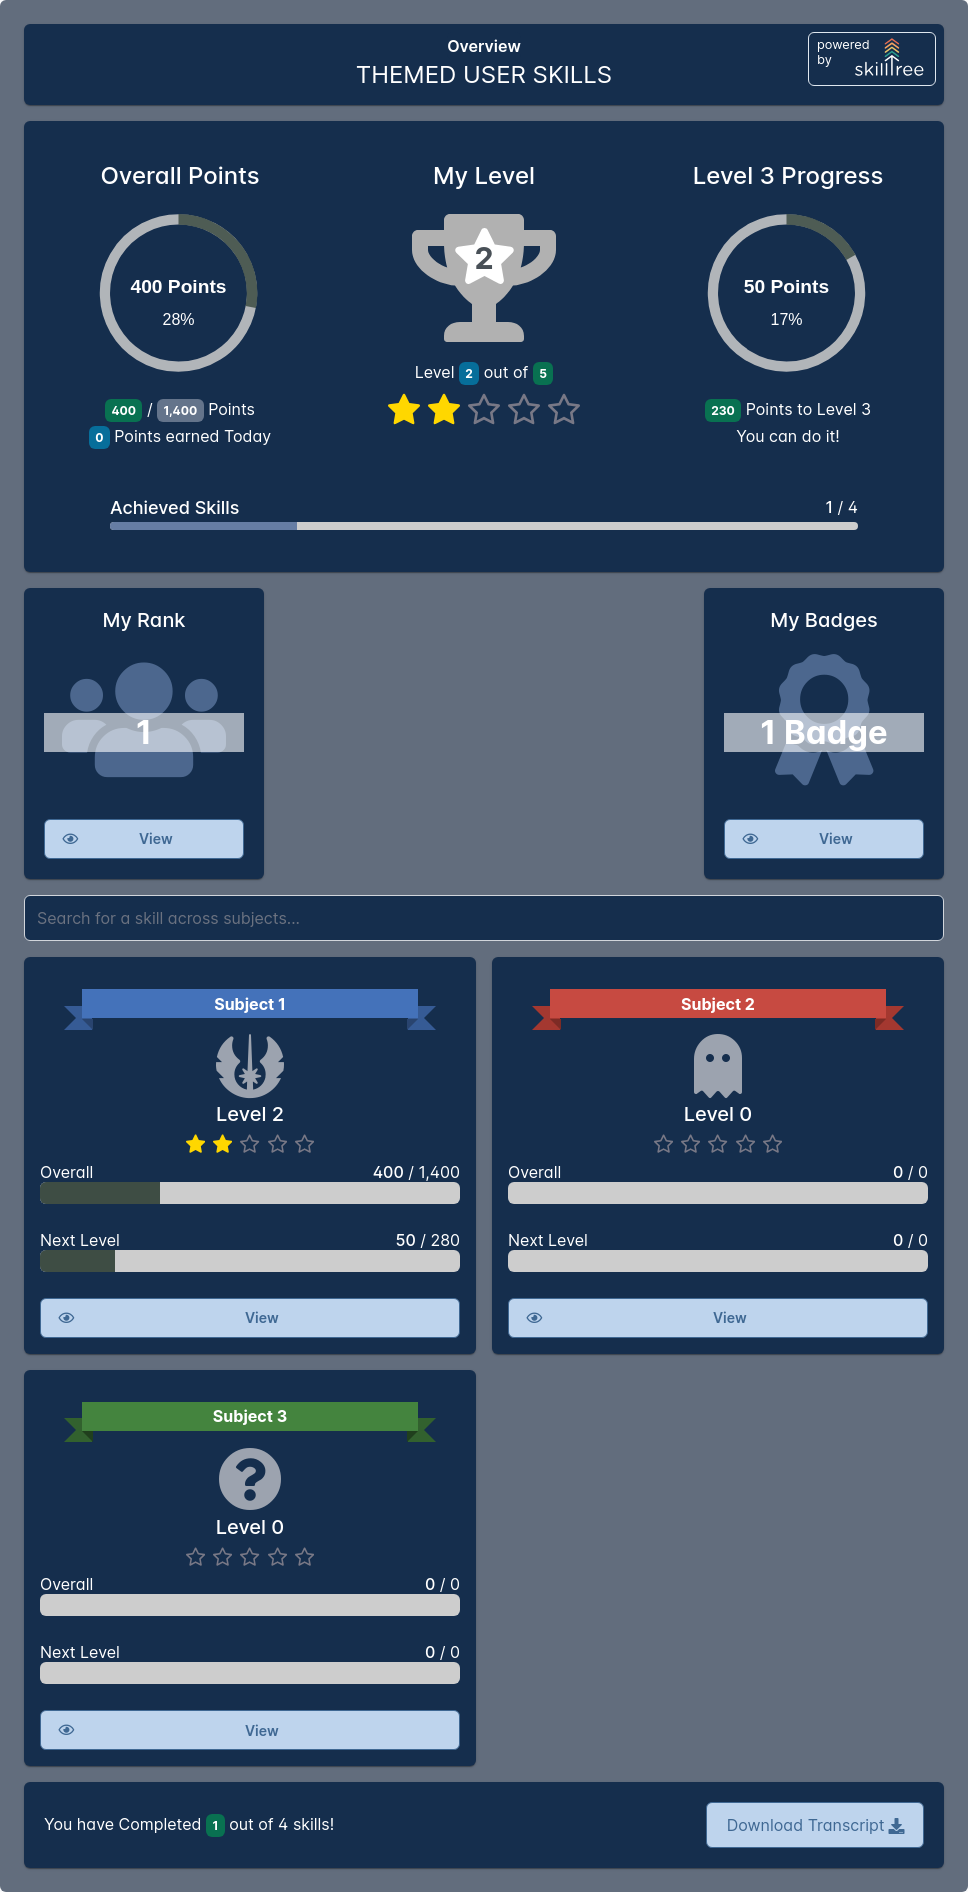 Overview
THEMED USER SKILLS
powered
by
skilltree
Overall Points
My Level
Level 3 Progress
400 Points
28%
2
50 Points
17%
Level 2 out of 5
400 / 1,400 Points
0 Points earned Today
230 Points to Level 3
You can do it!
Achieved Skills
1 / 4
My Rank
1
View
My Badges
1 Badge
View
Search for a skill across subjects...
Subject 1
Level 2
Overall
400 / 1,400
Next Level
50 / 280
View
Subject 2
Level 0
Overall
0 / 0
Next Level
0 / 0
View
Subject 3
Level 0
Overall
0 / 0
Next Level
0 / 0
View
You have Completed 1 out of 4 skills!
Download Transcript